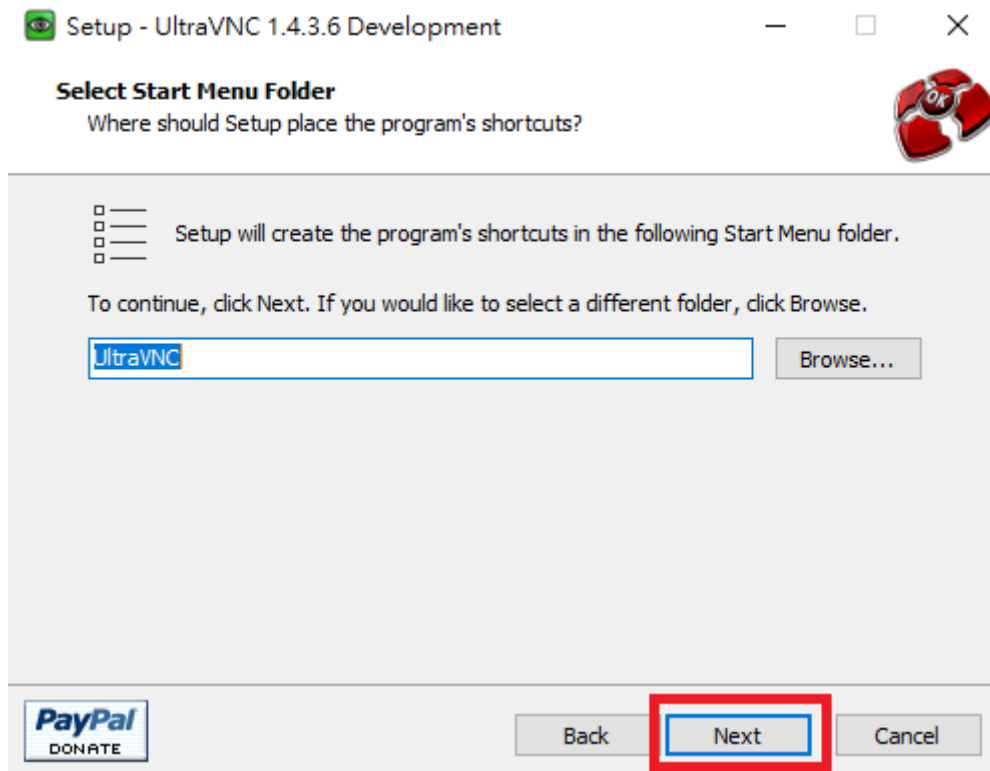 Setup - UltraVNC 1.4.3.6 Development
Select Start Menu Folder
Where should Setup place the program's shortcuts?
OK
Setup will create the program's shortcuts in the following Start Menu folder.
To continue, click Next. If you would like to select a different folder, click Browse.
UltraVNC
Browse...
PayPal
DONATE
Back
Next
Cancel